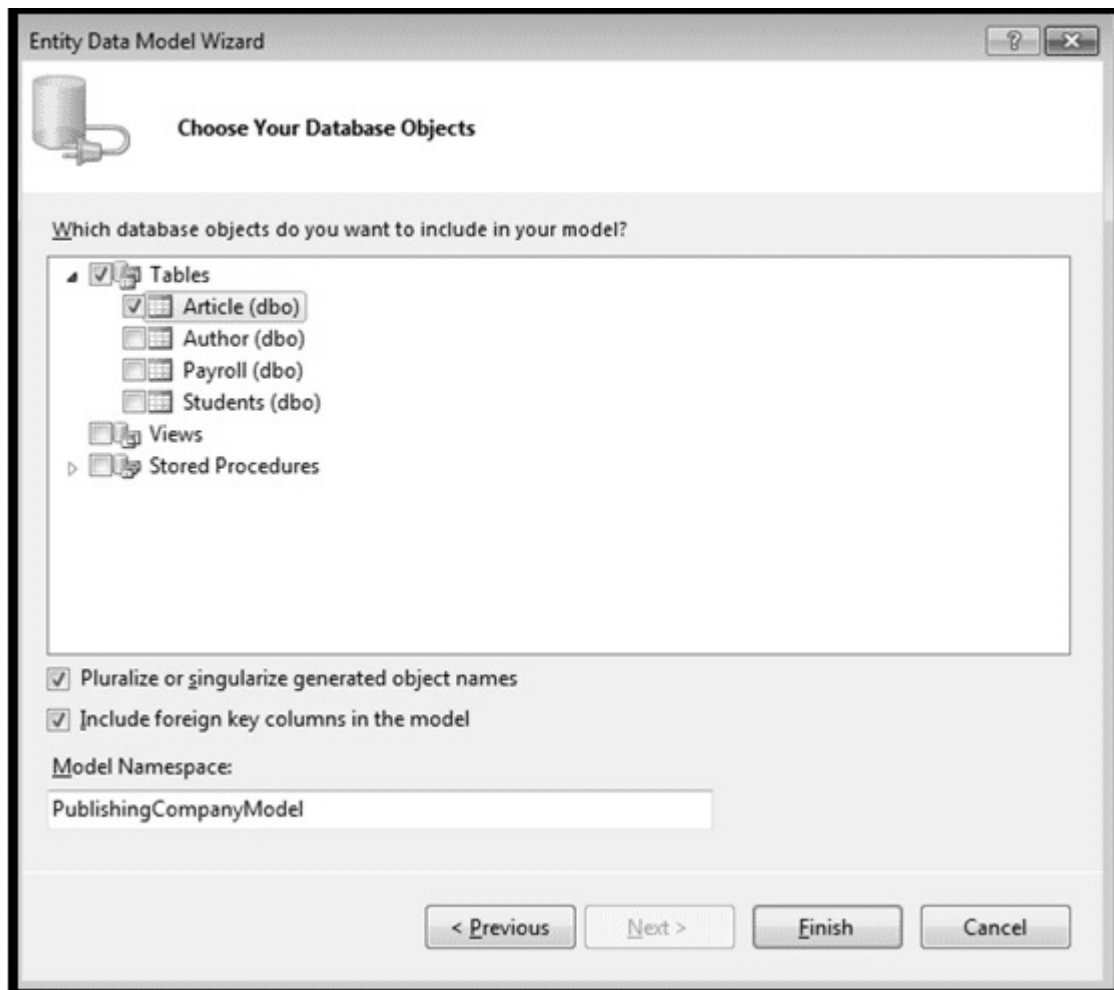 Entity Data Model Wizard
Choose Your Database Objects
Which database objects do you want to include in your model?
Tables
Article (dbo)
Author (dbo)
Payroll (dbo)
Students (dbo)
Views
Stored Procedures
Pluralize or singularize generated object names
Include foreign key columns in the model
Model Namespace:
PublishingCompanyModel
< Previous Next > Finish Cancel